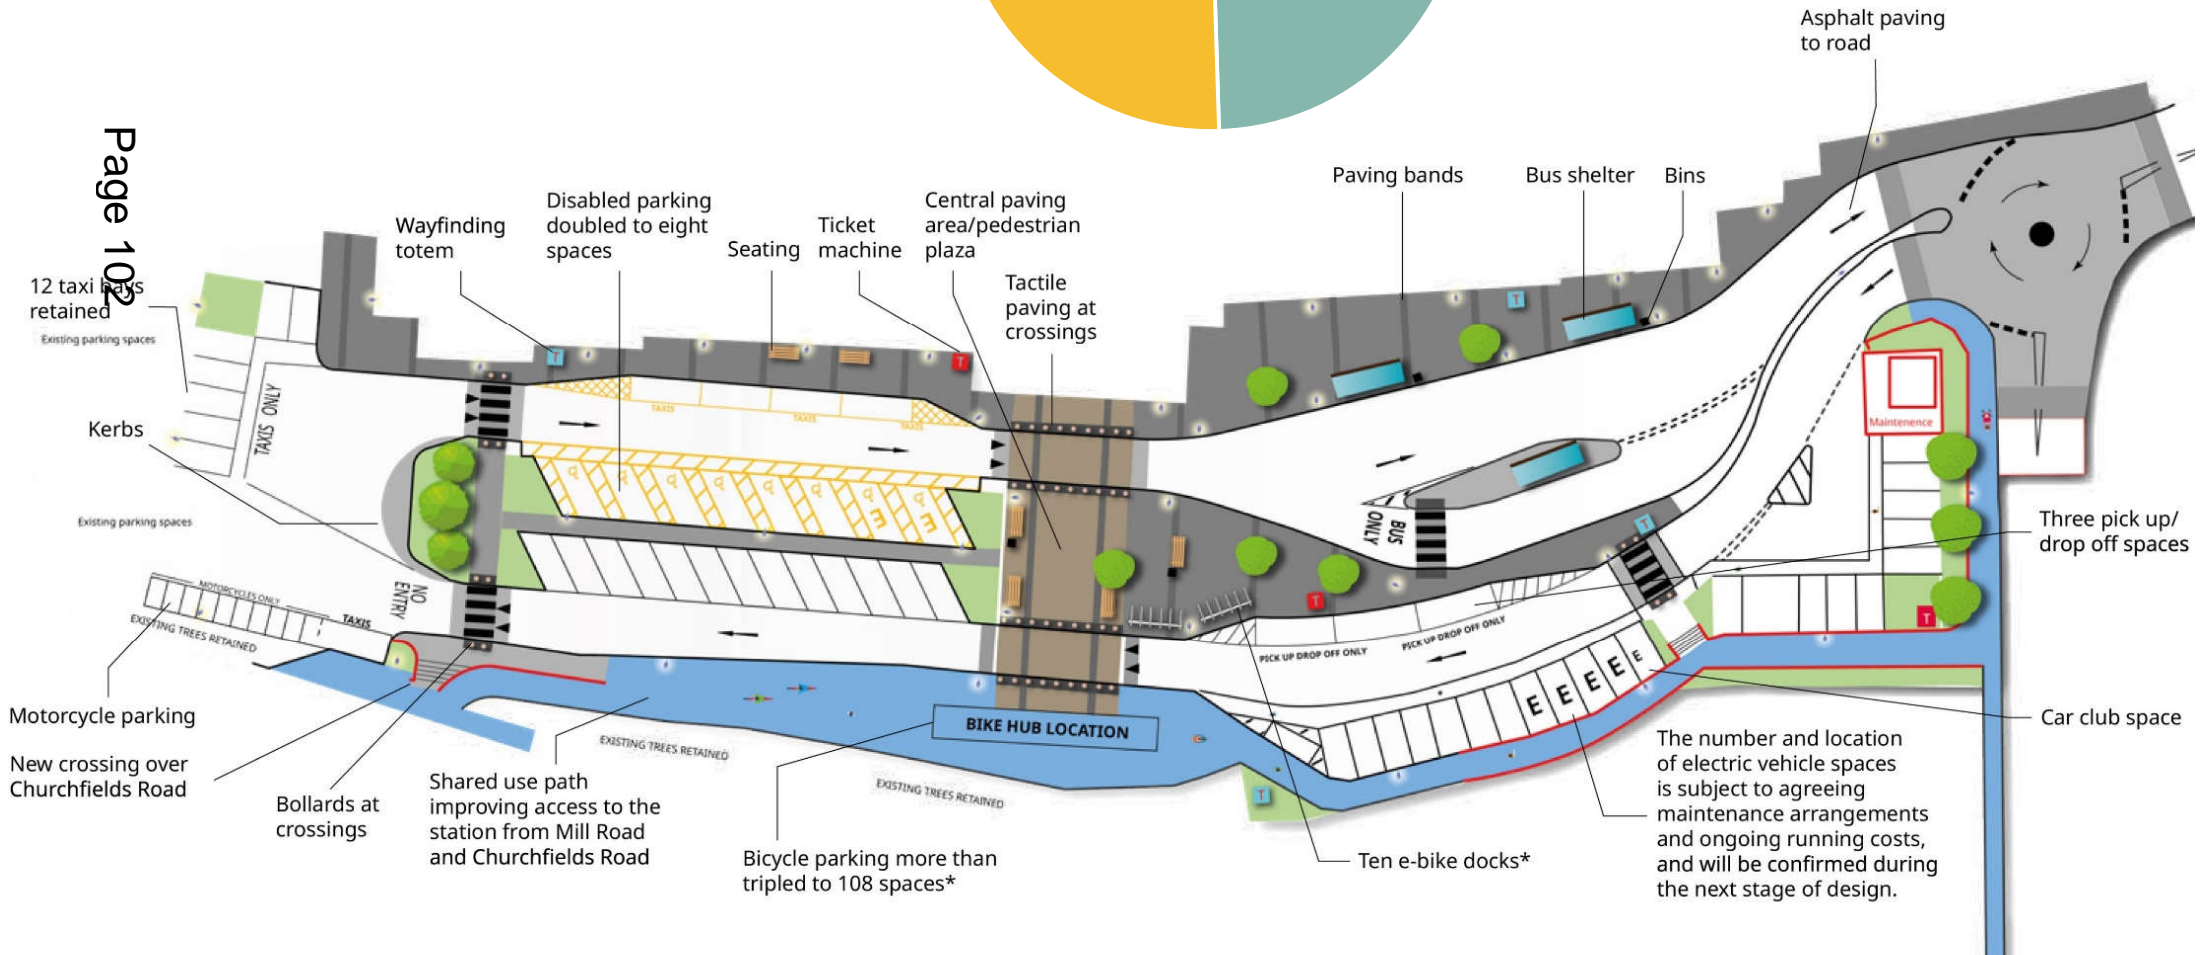 Page 102
Asphalt paving
to road
Paving bands
Bus shelter
Bins
Wayfinding
totem
Disabled parking
doubled to eight
spaces
Seating
Ticket
machine
Central paving
area/pedestrian
plaza
Tactile
paving at
crossings
12 taxi bays
retained
Existing parking spaces
TAXIS ONLY
Kerbs
Existing parking spaces
T
T
T
TAXIS
TAXIS
TAXIS
E
E
BUS
ONLY
T
Maintenence
Three pick up/
drop off spaces
NO
ENTRY
MOTORCYCLES ONLY
TAXIS
EXISTING TREES RETAINED
T
T
PICK UP DROP OFF ONLY
PICK UP DROP OFF ONLY
E E E E E
Car club space
Motorcycle parking
New crossing over
Churchfields Road
Bollards at
crossings
Shared use path
improving access to the
station from Mill Road
and Churchfields Road
EXISTING TREES RETAINED
BIKE HUB LOCATION
EXISTING TREES RETAINED
T
Bicycle parking more than
tripled to 108 spaces*
Ten e-bike docks*
The number and location
of electric vehicle spaces
is subject to agreeing
maintenance arrangements
and ongoing running costs,
and will be confirmed during
the next stage of design.